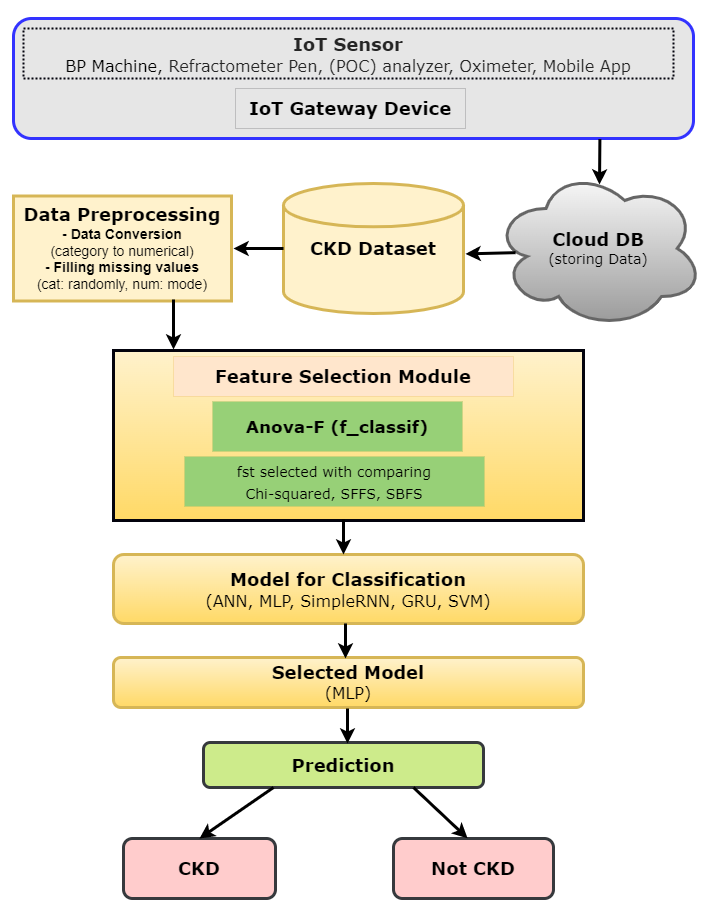 IoT Sensor
BP Machine, Refractometer Pen, (POC) analyzer, Oximeter, Mobile App
IoT Gateway Device
Cloud DB
(storing Data)
CKD Dataset
Data Preprocessing
- Data Conversion
(category to numerical)
- Filling missing values
(cat: randomly, num: mode)
Feature Selection Module
Anova-F (f_classif)
fst selected with comparing
Chi-squared, SFFS, SBFS
Model for Classification
(ANN, MLP, SimpleRNN, GRU, SVM)
Selected Model
(MLP)
Prediction
CKD
Not CKD